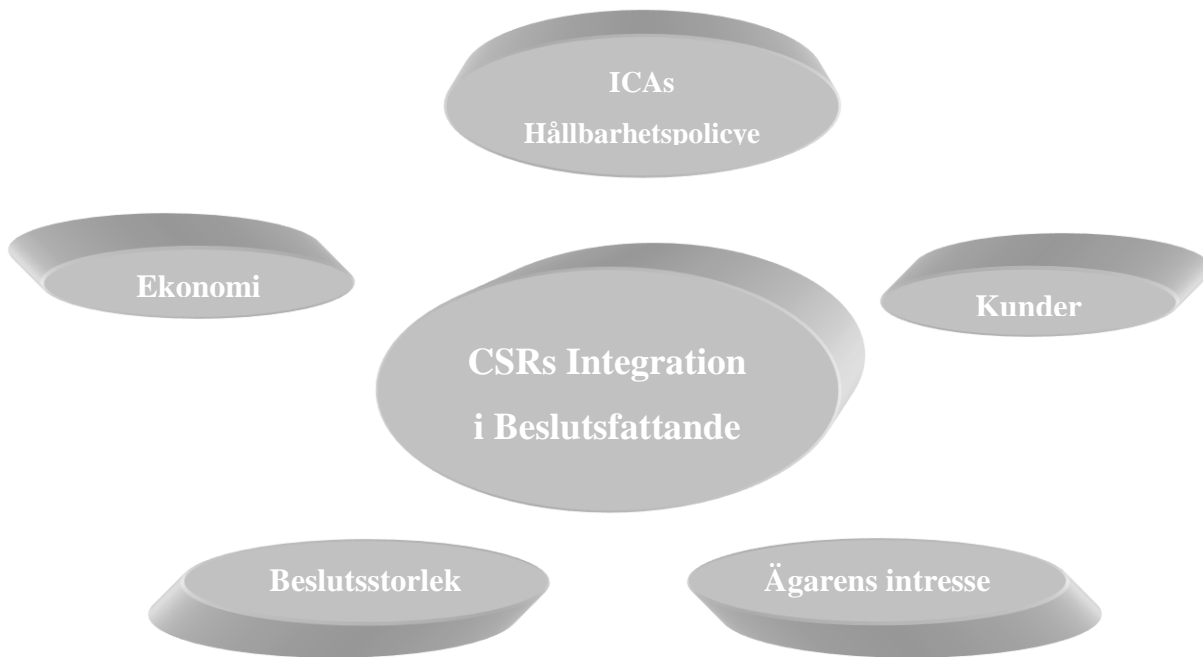 ICAs
Hållbarhetspolicye
Ekonomi
Kunder
CSRs Integration
i Beslutsfattande
Beslutsstorlek
Ägarens intresse